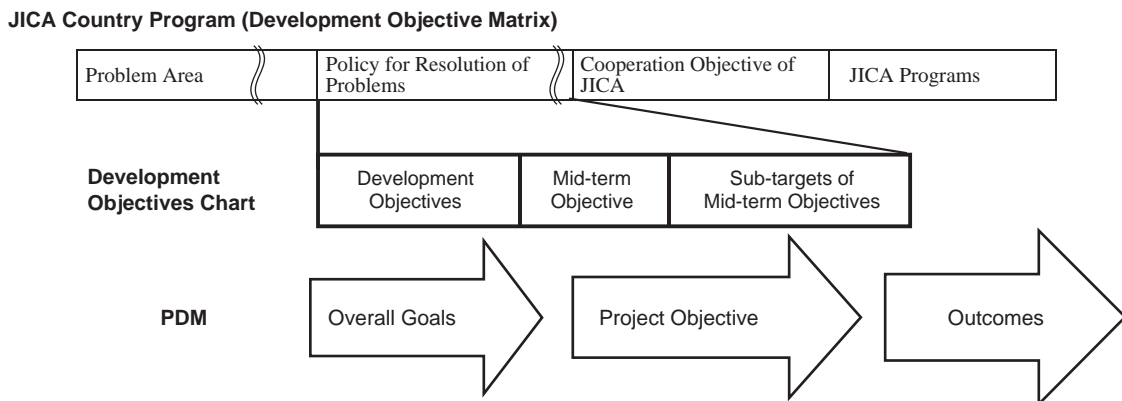 JICA Country Program (Development Objective Matrix)
Problem Area
Policy for Resolution of
Problems
Cooperation Objective of
JICA
JICA Programs
Development
Objectives Chart
Development
Objectives
Mid-term
Objective
Sub-targets of
Mid-term Objectives
PDM
Overall Goals
Project Objective
Outcomes